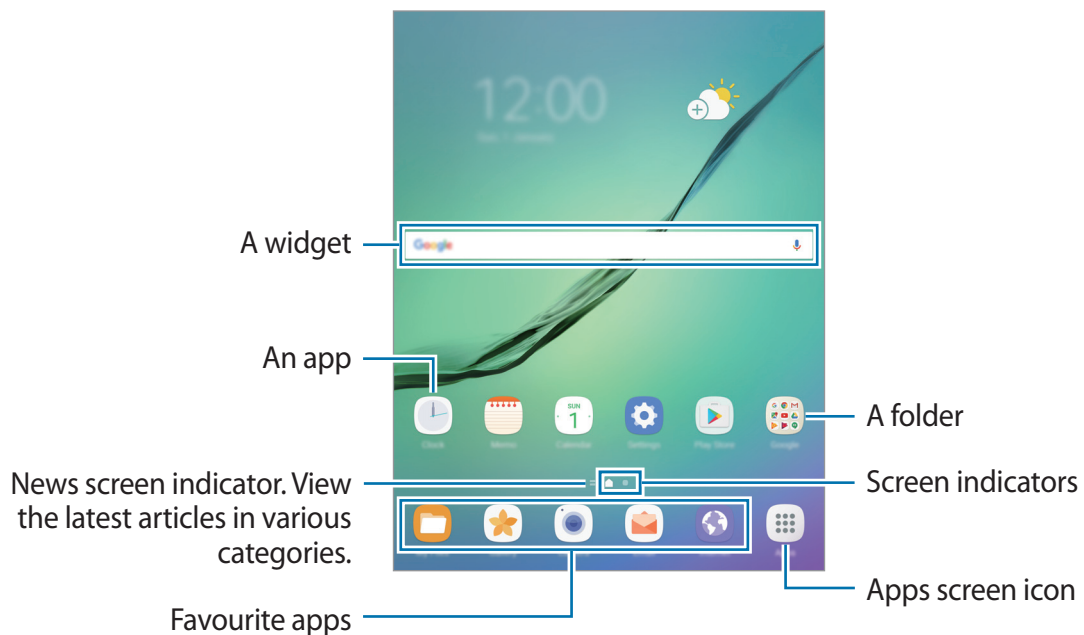 12:00
A widget
Google
An app
A folder
SUN
1
Clock
Memo
Calendar
Settings
Play Store
Google
News screen indicator. View
the latest articles in various
categories.
Screen indicators
Apps screen icon
Favourite apps